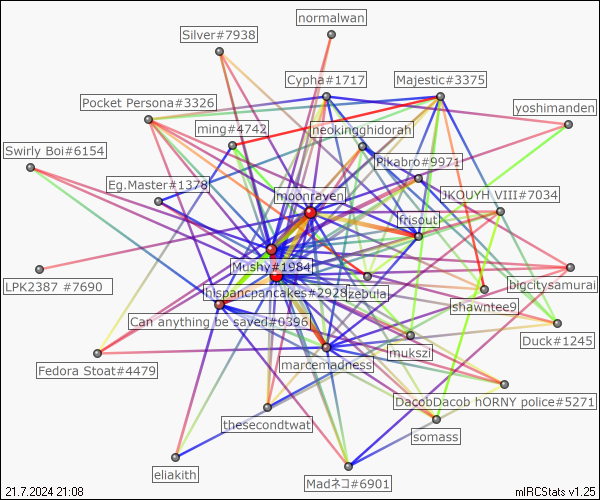 normalwan
Silver#7938
Cypha#1717
Majestic#3375
Pocket Persona#3326
yoshimanden
ming#4742
neokingghidorah
Swirly Boi#6154
Pikabro#9971
Eg.Master#1378
moonraven
JKOUYH VIII#7034
frisout
Mushy#1984
LPK2387 #7690
hispancpancakes#2928
zebular
bigcitysamurai
shawntee9
Can anything be saved#0396
Duck#1245
mukszi
marcemadness
Fedora Stoat#4479
DacobDacob hORNY police#5271
thesecondtwat
somass
eliakith
Madネコ#6901
21.7.2024 21:08
mIRCStats v1.25